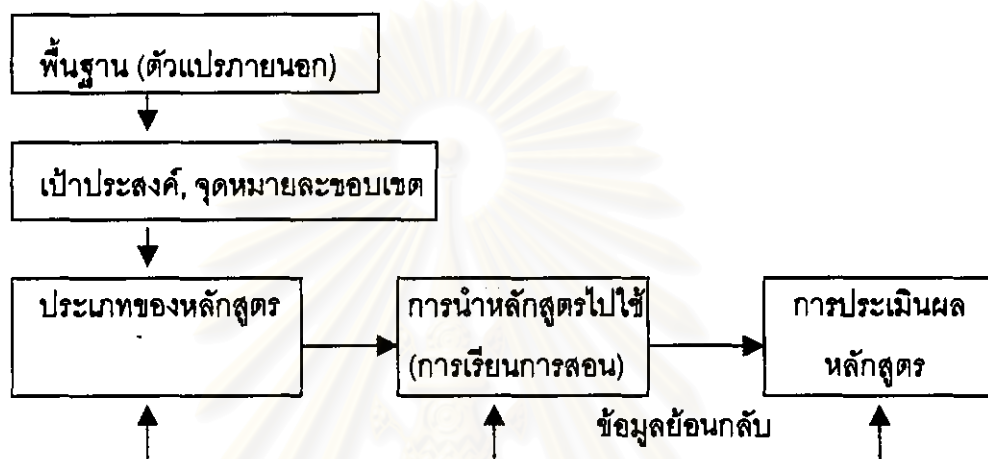 พื้นฐาน (ตัวแปรภายนอก)
เป้าประสงค์, จุดหมายละขอบเขต
ประเภทของหลักสูตร
การนำหลักสูตรไปใช้
(การเรียนการสอน)
การประเมินผล
หลักสูตร
ข้อมูลย้อนกลับ